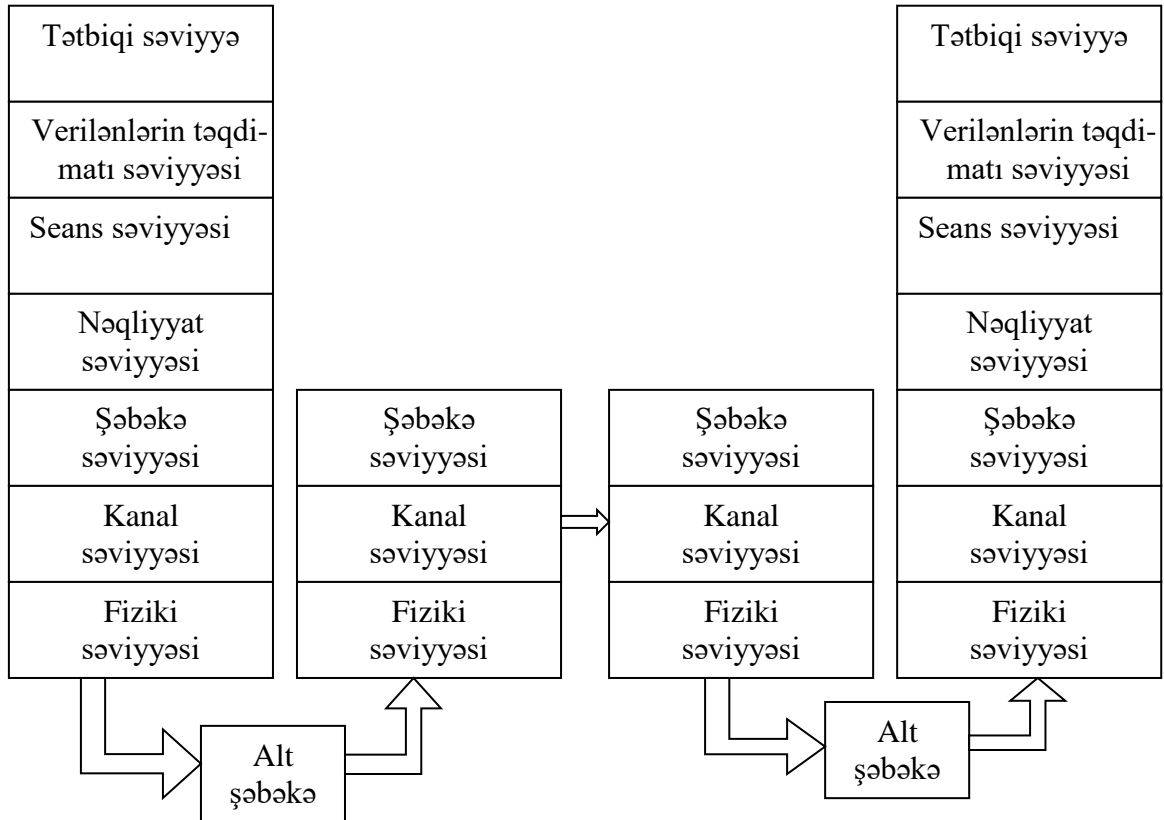 Tətbiqi səviyyə
Verilənlərin təqdi-
matı səviyyəsi
Seans səviyyəsi
Nəqliyyat
səviyyəsi
Şəbəkə
səviyyəsi
Kanal
səviyyəsi
Fiziki
səviyyəsi
Alt
şəbəkə
Şəbəkə
səviyyəsi
Kanal
səviyyəsi
Fiziki
səviyyəsi
Şəbəkə
səviyyəsi
Kanal
səviyyəsi
Fiziki
səviyyəsi
Alt
şəbəkə
Tətbiqi səviyyə
Verilənlərin təqdi-
matı səviyyəsi
Seans səviyyəsi
Nəqliyyat
səviyyəsi
Şəbəkə
səviyyəsi
Kanal
səviyyəsi
Fiziki
səviyyəsi